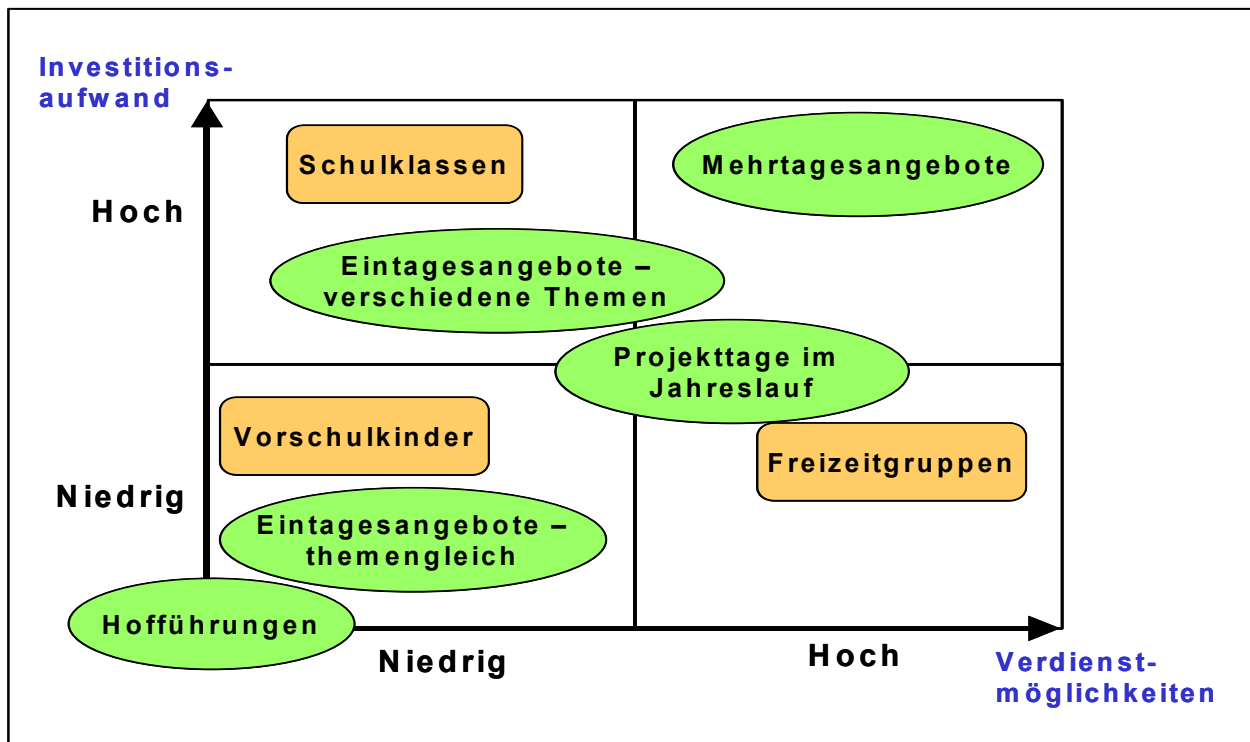 Investitions-
aufwand
Schulklassen
Mehrtagesangebote
Hoch
Eintagesangebote –
verschiedene Themen
Projekttage im
Jahreslauf
Vorschulkinder
Freizeitgruppen
Niedrig
Eintagesangebote –
themengleich
Hofführungen
Niedrig
Hoch
Verdienst-
möglichkeiten